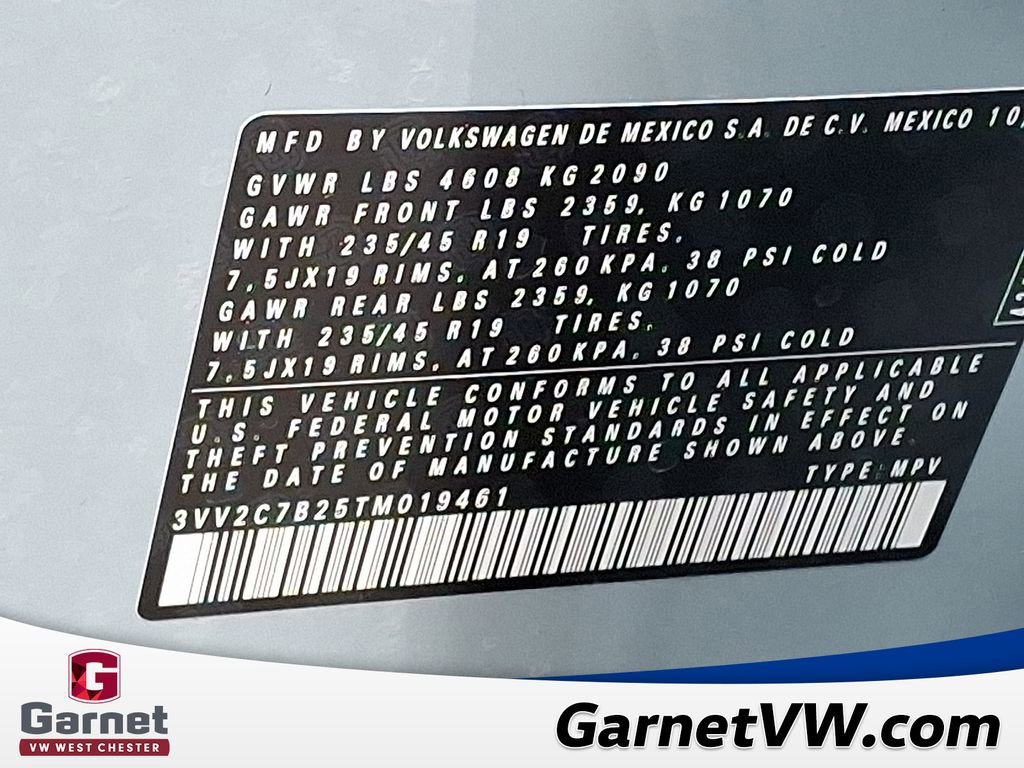 MFD BY VOLKSWAGEN DE MEXICO S.A. DE C.V. MEXICO 10
GVWR LBS 4608 KG 2090
GAWR FRONT LBS 2359, KG 1070
WITH 235/45 R19 TIRES,
7,5JX19 RIMS, AT 260 KPA, 38 PSI COLD
GAWR REAR LBS 2359, KG 1070
WITH 235/45 R19 TIRES,
7,5JX19 RIMS, AT 260 KPA, 38 PSI COLD
THIS VEHICLE CONFORMS TO ALL APPLICABLE
U.S. FEDERAL MOTOR VEHICLE SAFETY AND
THEFT PREVENTION STANDARDS IN EFFECT ON
THE DATE OF MANUFACTURE SHOWN ABOVE
TYPE: MPV
3VV2C7B25TM019461
G
Garnet
VW WEST CHESTER
GarnetVW.com